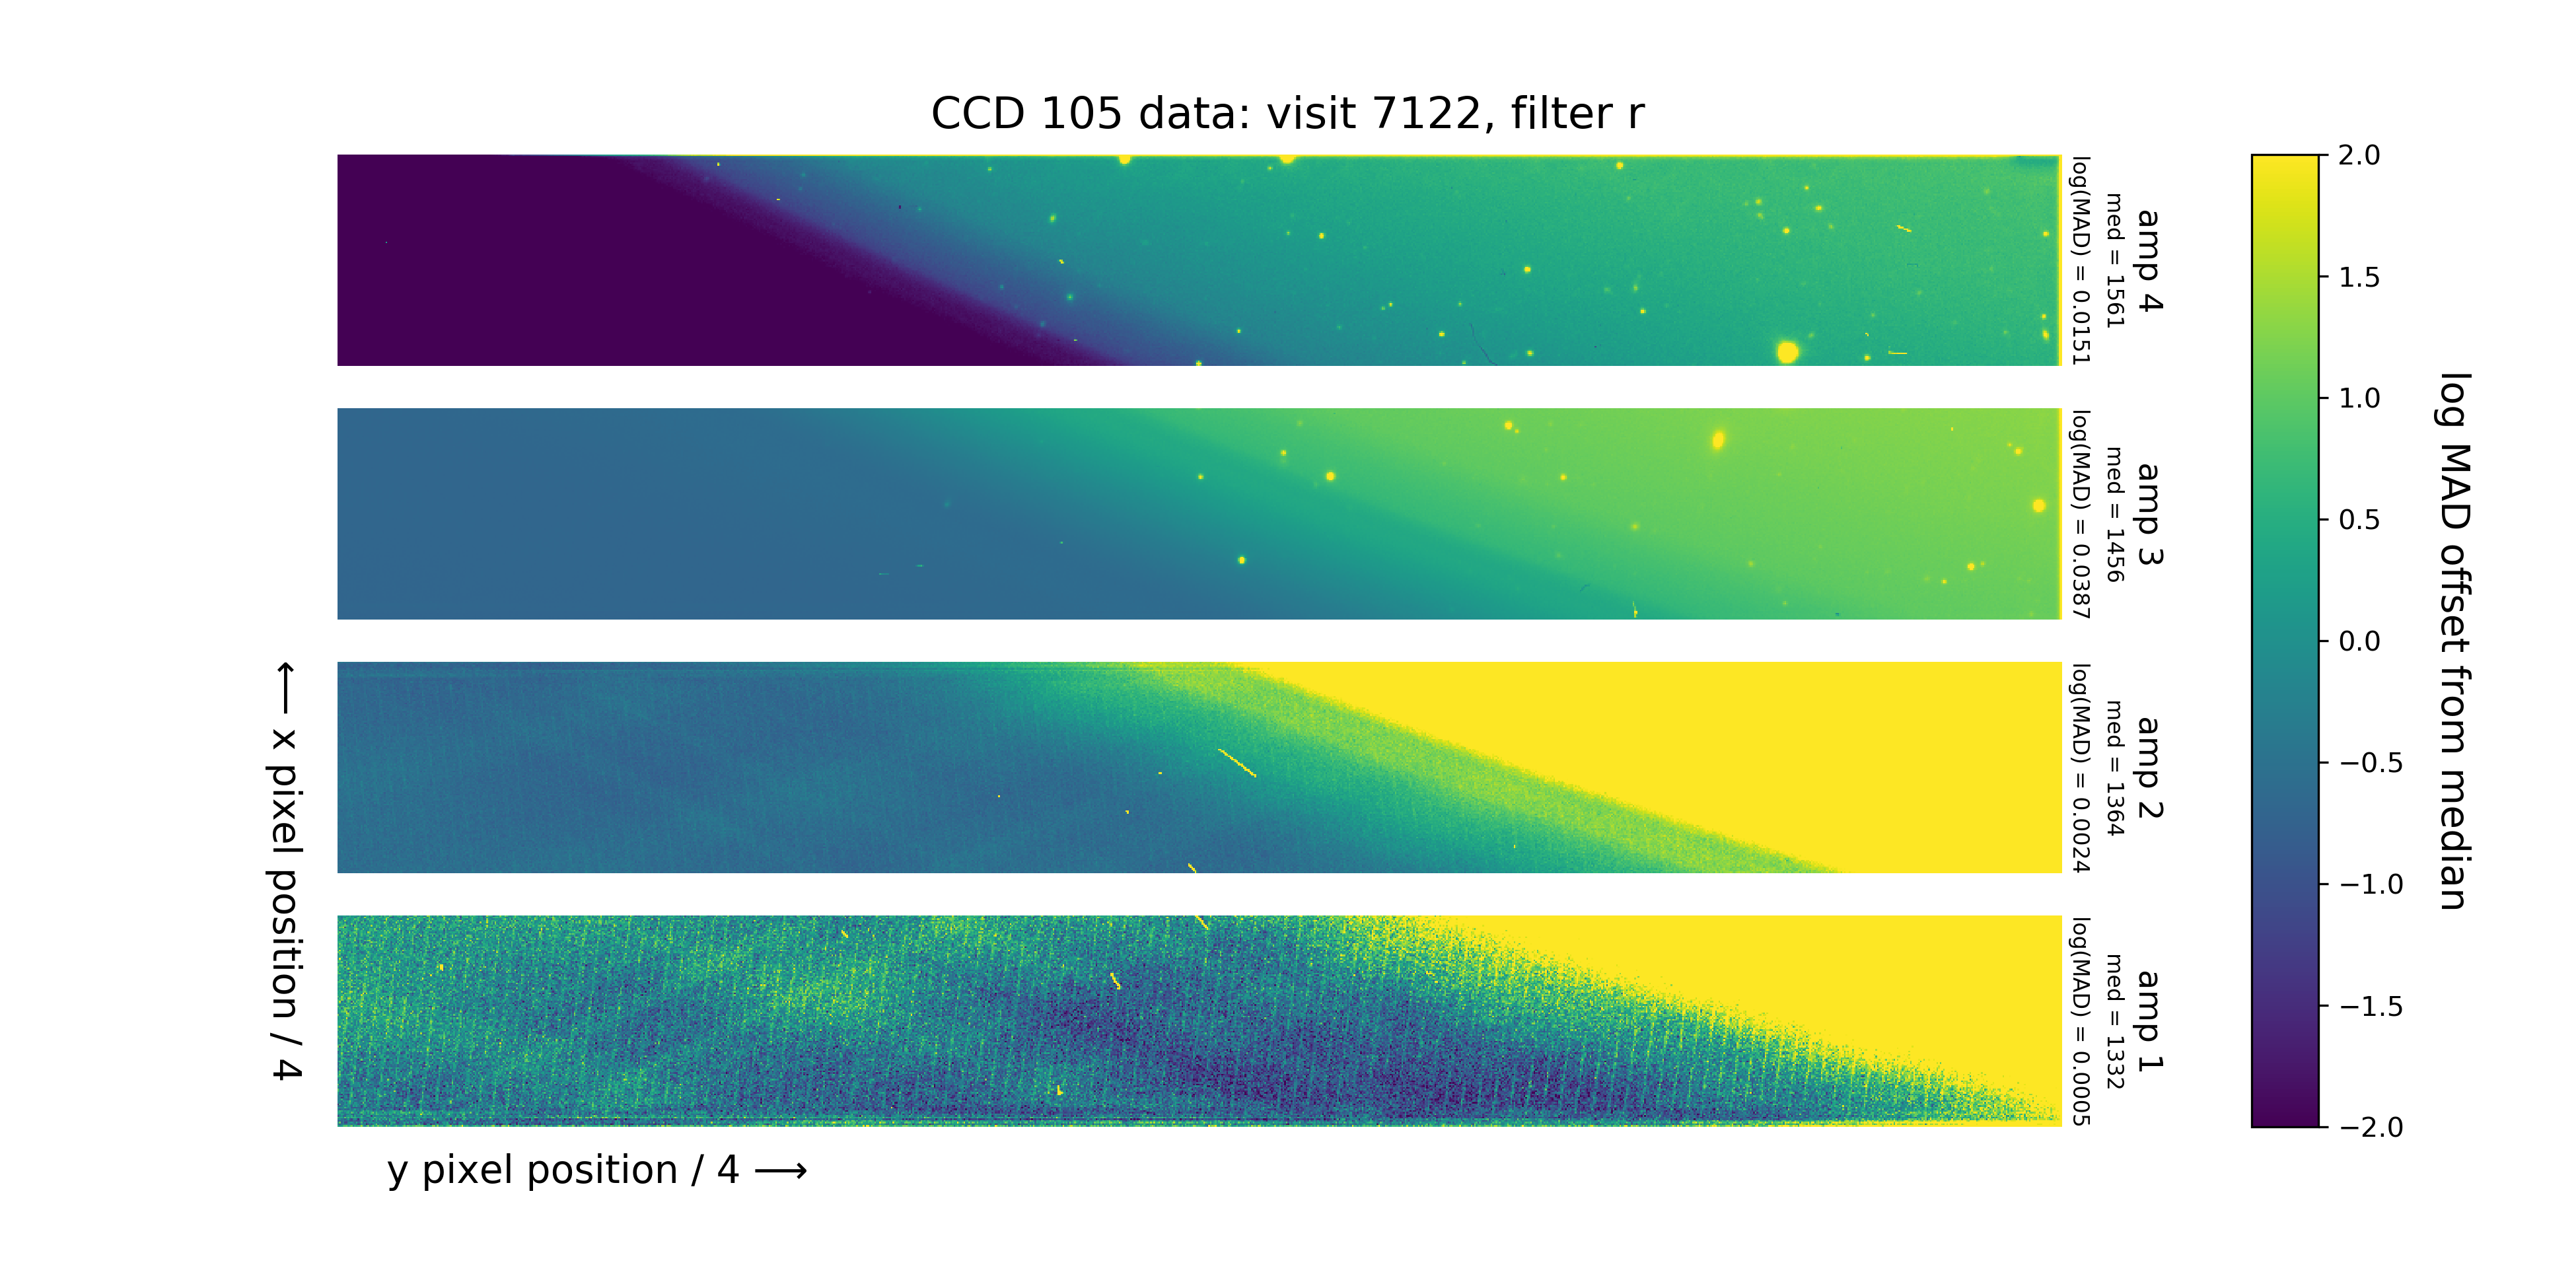 CCD 105 data: visit 7122, filter r
amp 4
med = 1561
log(MAD) = 0.0151
amp 3
med = 1456
log(MAD) = 0.0387
amp 2
med = 1364
log(MAD) = 0.0024
amp 1
med = 1332
log(MAD) = 0.0005
⟵ x pixel position / 4
y pixel position / 4 ⟶
2.0
1.5
1.0
0.5
0.0
−0.5
−1.0
−1.5
−2.0
log MAD offset from median